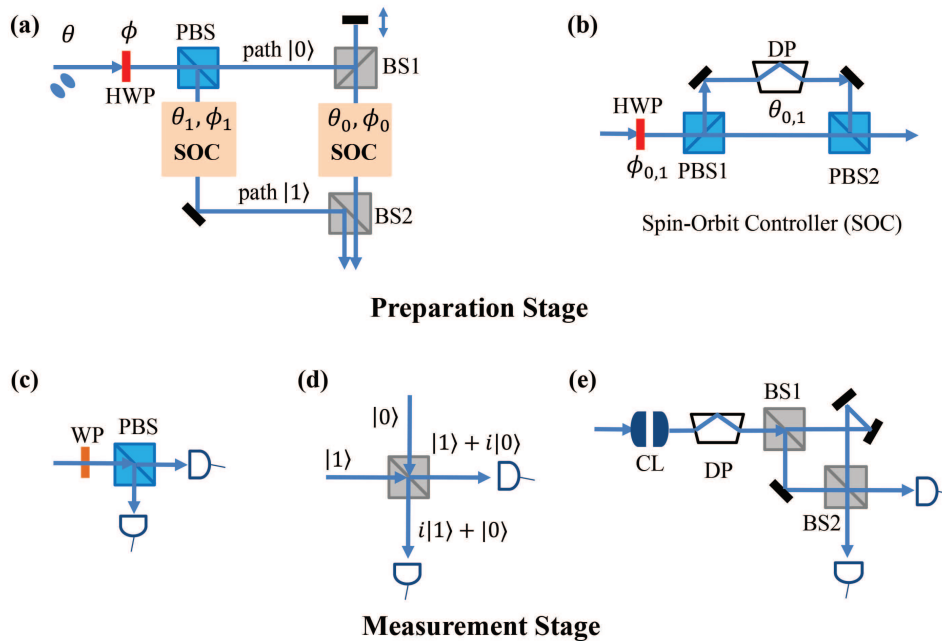 (a)
θ
ϕ
PBS
HWP
path |0⟩
BS1
θ₁, ϕ₁
SOC
θ₀, ϕ₀
SOC
path |1⟩
BS2
(b)
DP
HWP
θ₀,₁
ϕ₀,₁
PBS1
PBS2
Spin-Orbit Controller (SOC)
Preparation Stage
(c)
WP
PBS
(d)
|0⟩
|1⟩
|1⟩ + i|0⟩
i|1⟩ + |0⟩
(e)
BS1
CL
DP
BS2
Measurement Stage